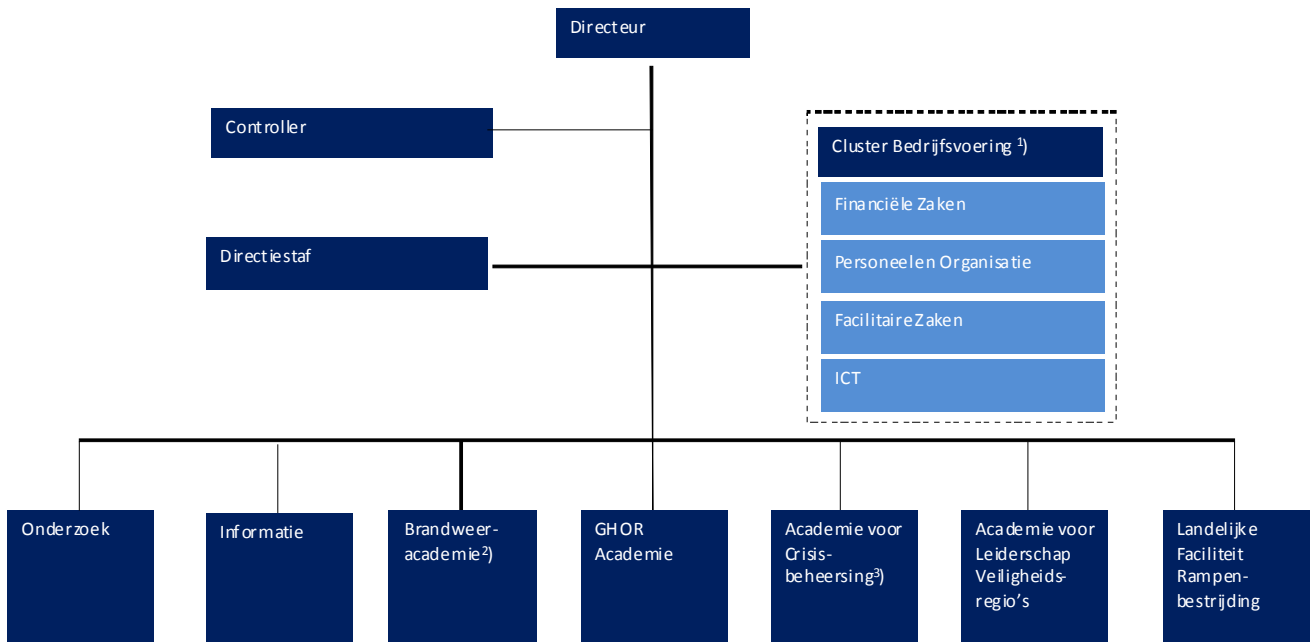 Directeur
Controller
Cluster Bedrijfsvoering ¹)
Financiële Zaken
Directiestaf
Personeel en Organisatie
Facilitaire Zaken
ICT
Onderzoek
Informatie
Brandweer-
academie²)
GHOR
Academie
Academie voor
Crisis-
beheersing³)
Academie voor
Leiderschap
Veiligheids-
regio’s
Landelijke
Faciliteit
Rampen-
bestrijding